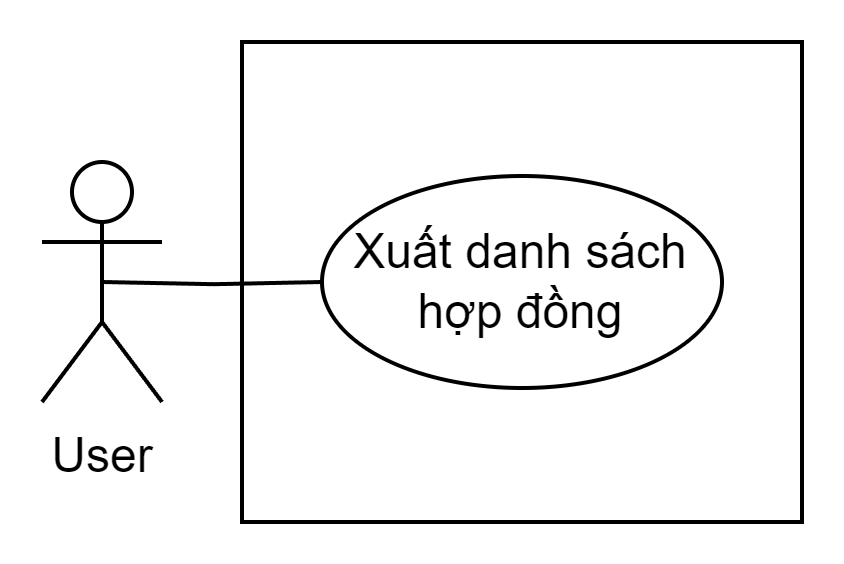 Xuất danh sách
hợp đồng
User